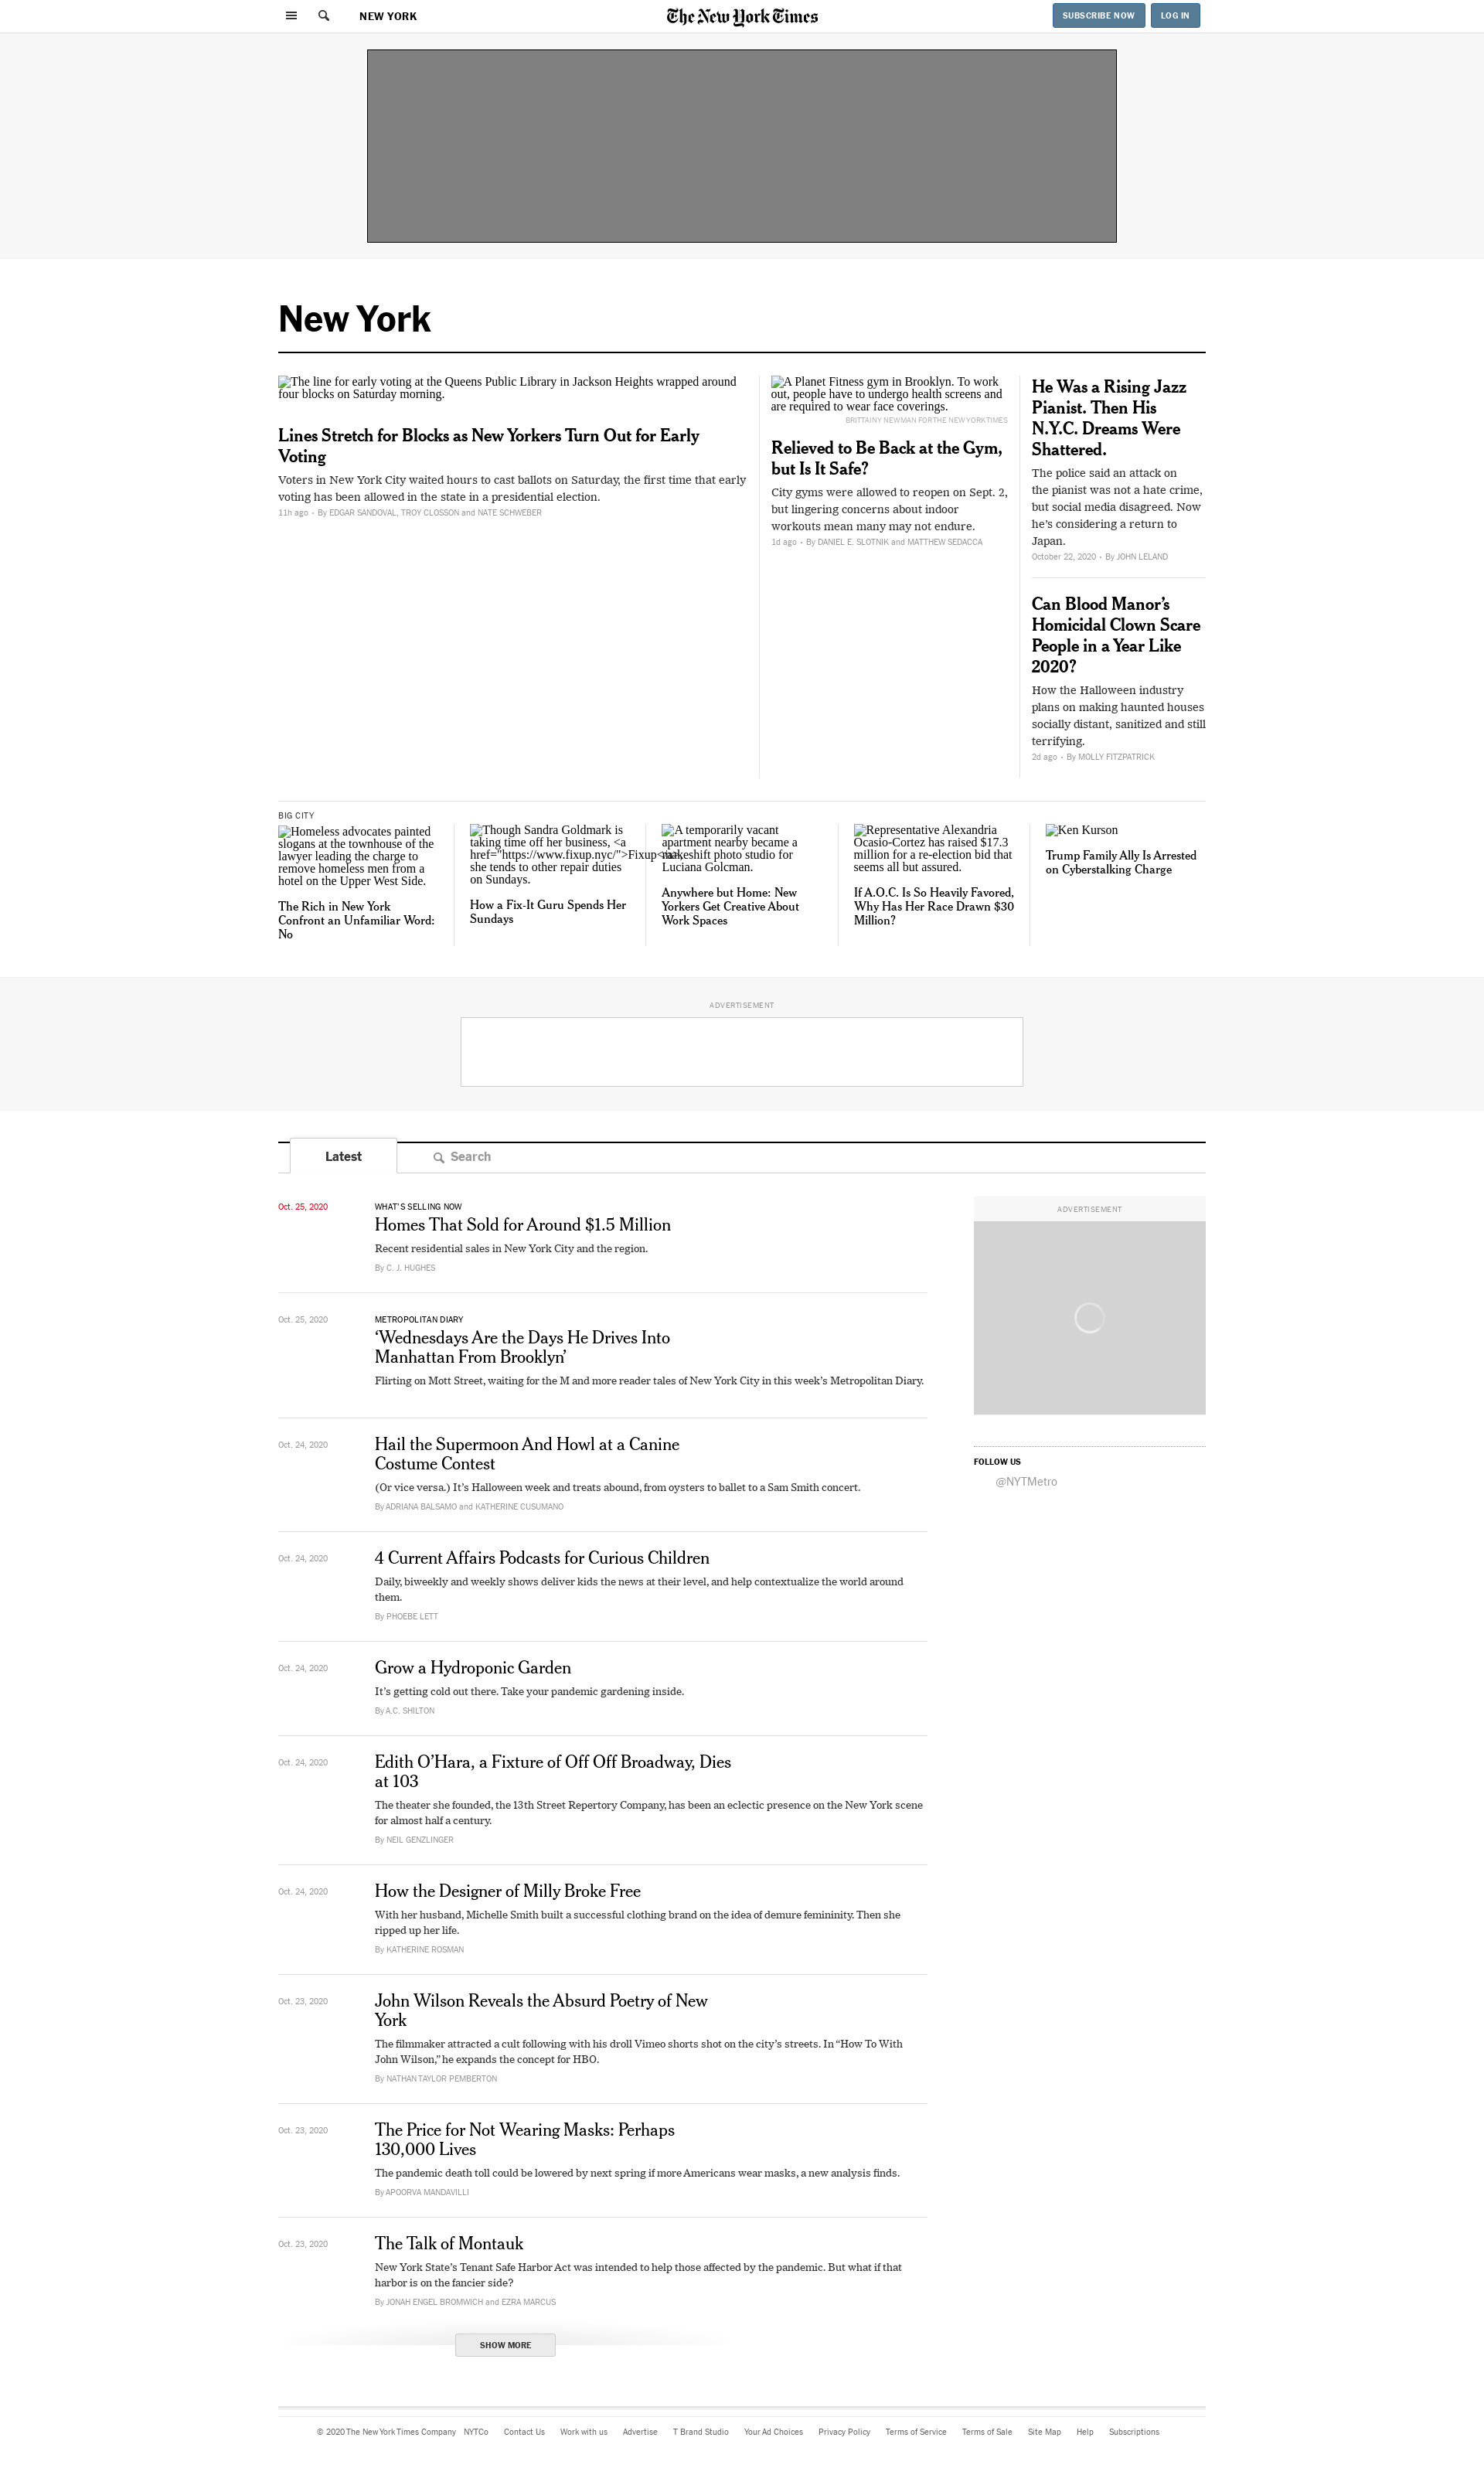 NEW YORK
The New York Times
SUBSCRIBE NOW
LOG IN
New York
The line for early voting at the Queens Public Library in Jackson Heights wrapped around
four blocks on Saturday morning.
Lines Stretch for Blocks as New Yorkers Turn Out for Early
Voting
Voters in New York City waited hours to cast ballots on Saturday, the first time that early
voting has been allowed in the state in a presidential election.
11h ago • By EDGAR SANDOVAL, TROY CLOSSON and NATE SCHWEBER
A Planet Fitness gym in Brooklyn. To work
out, people have to undergo health screens and
are required to wear face coverings.
BRITTAINY NEWMAN FOR THE NEW YORK TIMES
Relieved to Be Back at the Gym,
but Is It Safe?
City gyms were allowed to reopen on Sept. 2,
but lingering concerns about indoor
workouts mean many may not endure.
1d ago • By DANIEL E. SLOTNIK and MATTHEW SEDACCA
He Was a Rising Jazz
Pianist. Then His
N.Y.C. Dreams Were
Shattered.
The police said an attack on
the pianist was not a hate crime,
but social media disagreed. Now
he’s considering a return to
Japan.
October 22, 2020 • By JOHN LELAND
Can Blood Manor’s
Homicidal Clown Scare
People in a Year Like
2020?
How the Halloween industry
plans on making haunted houses
socially distant, sanitized and still
terrifying.
2d ago • By MOLLY FITZPATRICK
BIG CITY
Homeless advocates painted
slogans at the townhouse of the
lawyer leading the charge to
remove homeless men from a
hotel on the Upper West Side.
The Rich in New York
Confront an Unfamiliar Word:
No
Though Sandra Goldmark is
taking time off her business, <a
href="https://www.fixup.nyc/">Fixup</a>,
she tends to other repair duties
on Sundays.
How a Fix-It Guru Spends Her
Sundays
A temporarily vacant
apartment nearby became a
makeshift photo studio for
Luciana Golcman.
Anywhere but Home: New
Yorkers Get Creative About
Work Spaces
Representative Alexandria
Ocasio-Cortez has raised $17.3
million for a re-election bid that
seems all but assured.
If A.O.C. Is So Heavily Favored,
Why Has Her Race Drawn $30
Million?
Ken Kurson
Trump Family Ally Is Arrested
on Cyberstalking Charge
ADVERTISEMENT
Latest
Search
Oct. 25, 2020
WHAT’S SELLING NOW
Homes That Sold for Around $1.5 Million
Recent residential sales in New York City and the region.
By C. J. HUGHES
Oct. 25, 2020
METROPOLITAN DIARY
‘Wednesdays Are the Days He Drives Into
Manhattan From Brooklyn’
Flirting on Mott Street, waiting for the M and more reader tales of New York City in this week’s Metropolitan Diary.
Oct. 24, 2020
Hail the Supermoon And Howl at a Canine
Costume Contest
(Or vice versa.) It’s Halloween week and treats abound, from oysters to ballet to a Sam Smith concert.
By ADRIANA BALSAMO and KATHERINE CUSUMANO
Oct. 24, 2020
4 Current Affairs Podcasts for Curious Children
Daily, biweekly and weekly shows deliver kids the news at their level, and help contextualize the world around
them.
By PHOEBE LETT
Oct. 24, 2020
Grow a Hydroponic Garden
It’s getting cold out there. Take your pandemic gardening inside.
By A.C. SHILTON
Oct. 24, 2020
Edith O’Hara, a Fixture of Off Off Broadway, Dies
at 103
The theater she founded, the 13th Street Repertory Company, has been an eclectic presence on the New York scene
for almost half a century.
By NEIL GENZLINGER
Oct. 24, 2020
How the Designer of Milly Broke Free
With her husband, Michelle Smith built a successful clothing brand on the idea of demure femininity. Then she
ripped up her life.
By KATHERINE ROSMAN
Oct. 23, 2020
John Wilson Reveals the Absurd Poetry of New
York
The filmmaker attracted a cult following with his droll Vimeo shorts shot on the city’s streets. In “How To With
John Wilson,” he expands the concept for HBO.
By NATHAN TAYLOR PEMBERTON
Oct. 23, 2020
The Price for Not Wearing Masks: Perhaps
130,000 Lives
The pandemic death toll could be lowered by next spring if more Americans wear masks, a new analysis finds.
By APOORVA MANDAVILLI
Oct. 23, 2020
The Talk of Montauk
New York State’s Tenant Safe Harbor Act was intended to help those affected by the pandemic. But what if that
harbor is on the fancier side?
By JONAH ENGEL BROMWICH and EZRA MARCUS
SHOW MORE
ADVERTISEMENT
FOLLOW US
@NYTMetro
© 2020 The New York Times Company NYTCo Contact Us Work with us Advertise T Brand Studio Your Ad Choices Privacy Policy Terms of Service Terms of Sale Site Map Help Subscriptions